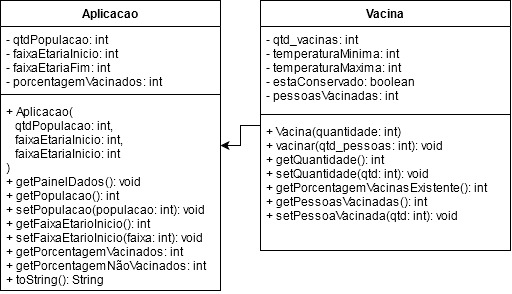 Aplicacao
- qtdPopulacao: int
- faixaEtariaInicio: int
- faixaEtariaFim: int
- porcentagemVacinados: int
+ Aplicacao(
qtdPopulacao: int,
faixaEtariaInicio: int,
faixaEtariaInicio: int
)
+ getPainelDados(): void
+ getPopulacao(): int
+ setPopulacao(populacao: int): void
+ getFaixaEtarioInicio(): int
+ setFaixaEtarioInicio(faixa: int): void
+ getPorcentagemVacinados: int
+ getPorcentagemNãoVacinados: int
+ toString(): String
Vacina
- qtd_vacinas: int
- temperaturaMinima: int
- temperaturaMaxima: int
- estaConservado: boolean
- pessoasVacinadas: int
+ Vacina(quantidade: int)
+ vacinar(qtd_pessoas: int): void
+ getQuantidade(): int
+ setQuantidade(qtd: int): void
+ getPorcentagemVacinasExistente(): int
+ getPessoasVacinadas(): int
+ setPessoaVacinada(qtd: int): void